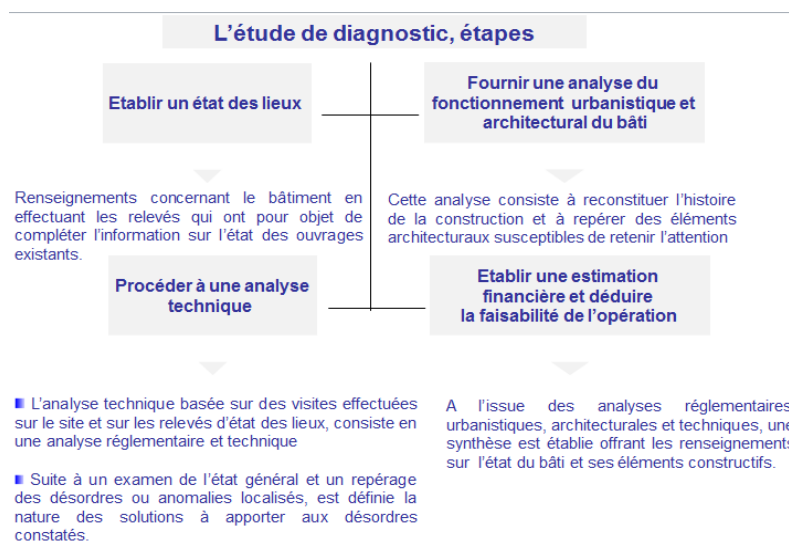 L'étude de diagnostic, étapes
Etablir un état des lieux
Fournir une analyse du
fonctionnement urbanistique et
architectural du bâti
Renseignements concernant le bâtiment en
effectuant les relevés qui ont pour objet de
compléter l'information sur l'état des ouvrages
existants.
Cette analyse consiste à reconstituer l'histoire
de la construction et à repérer des éléments
architecturaux susceptibles de retenir l'attention
Procéder à une analyse
technique
Etablir une estimation
financière et déduire
la faisabilité de l'opération
L'analyse technique basée sur des visites effectuées
sur le site et sur les relevés d'état des lieux, consiste en
une analyse réglementaire et technique
Suite à un examen de l'état général et un repérage
des désordres ou anomalies localisés, est définie la
nature des solutions à apporter aux désordres
constatés.
A l'issue des analyses réglementaires
urbanistiques, architecturales et techniques, une
synthèse est établie offrant les renseignements
sur l'état du bâti et ses éléments constructifs.